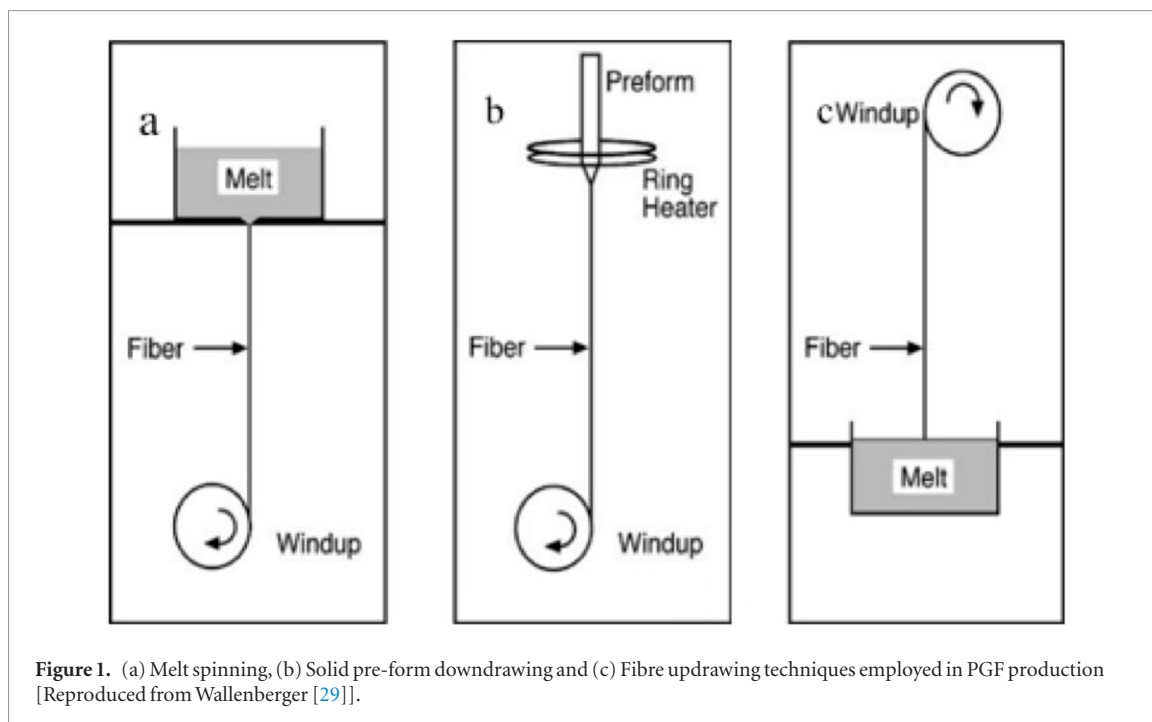 a
Melt
Fiber
Windup
b
Preform
Ring
Heater
Fiber
Windup
c Windup
Fiber
Melt
Figure 1. (a) Melt spinning, (b) Solid pre-form downdrawing and (c) Fibre updrawing techniques employed in PGF production
[Reproduced from Wallenberger [29]].